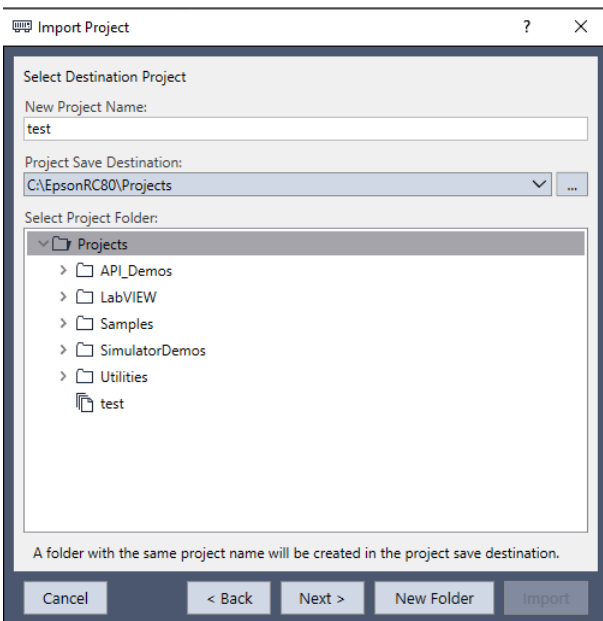 Import Project
?
Select Destination Project
New Project Name:
test
Project Save Destination:
C:\EpsonRC80\Projects
...
Select Project Folder:
Projects
API_Demos
LabVIEW
Samples
SimulatorDemos
Utilities
test
A folder with the same project name will be created in the project save destination.
Cancel < Back Next > New Folder Import